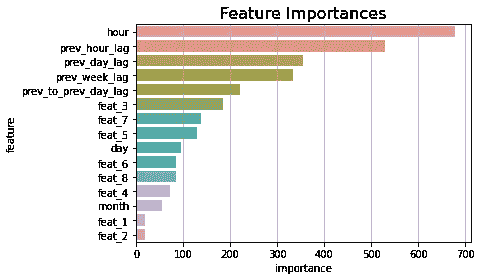 Feature Importances
hour
prev_hour_lag
prev_day_lag
prev_week_lag
prev_to_prev_day_lag
feat_3
feat_7
feat_5
day
feat_6
feat_8
feat_4
month
feat_1
feat_2
feature
0 100 200 300 400 500 600 700
importance